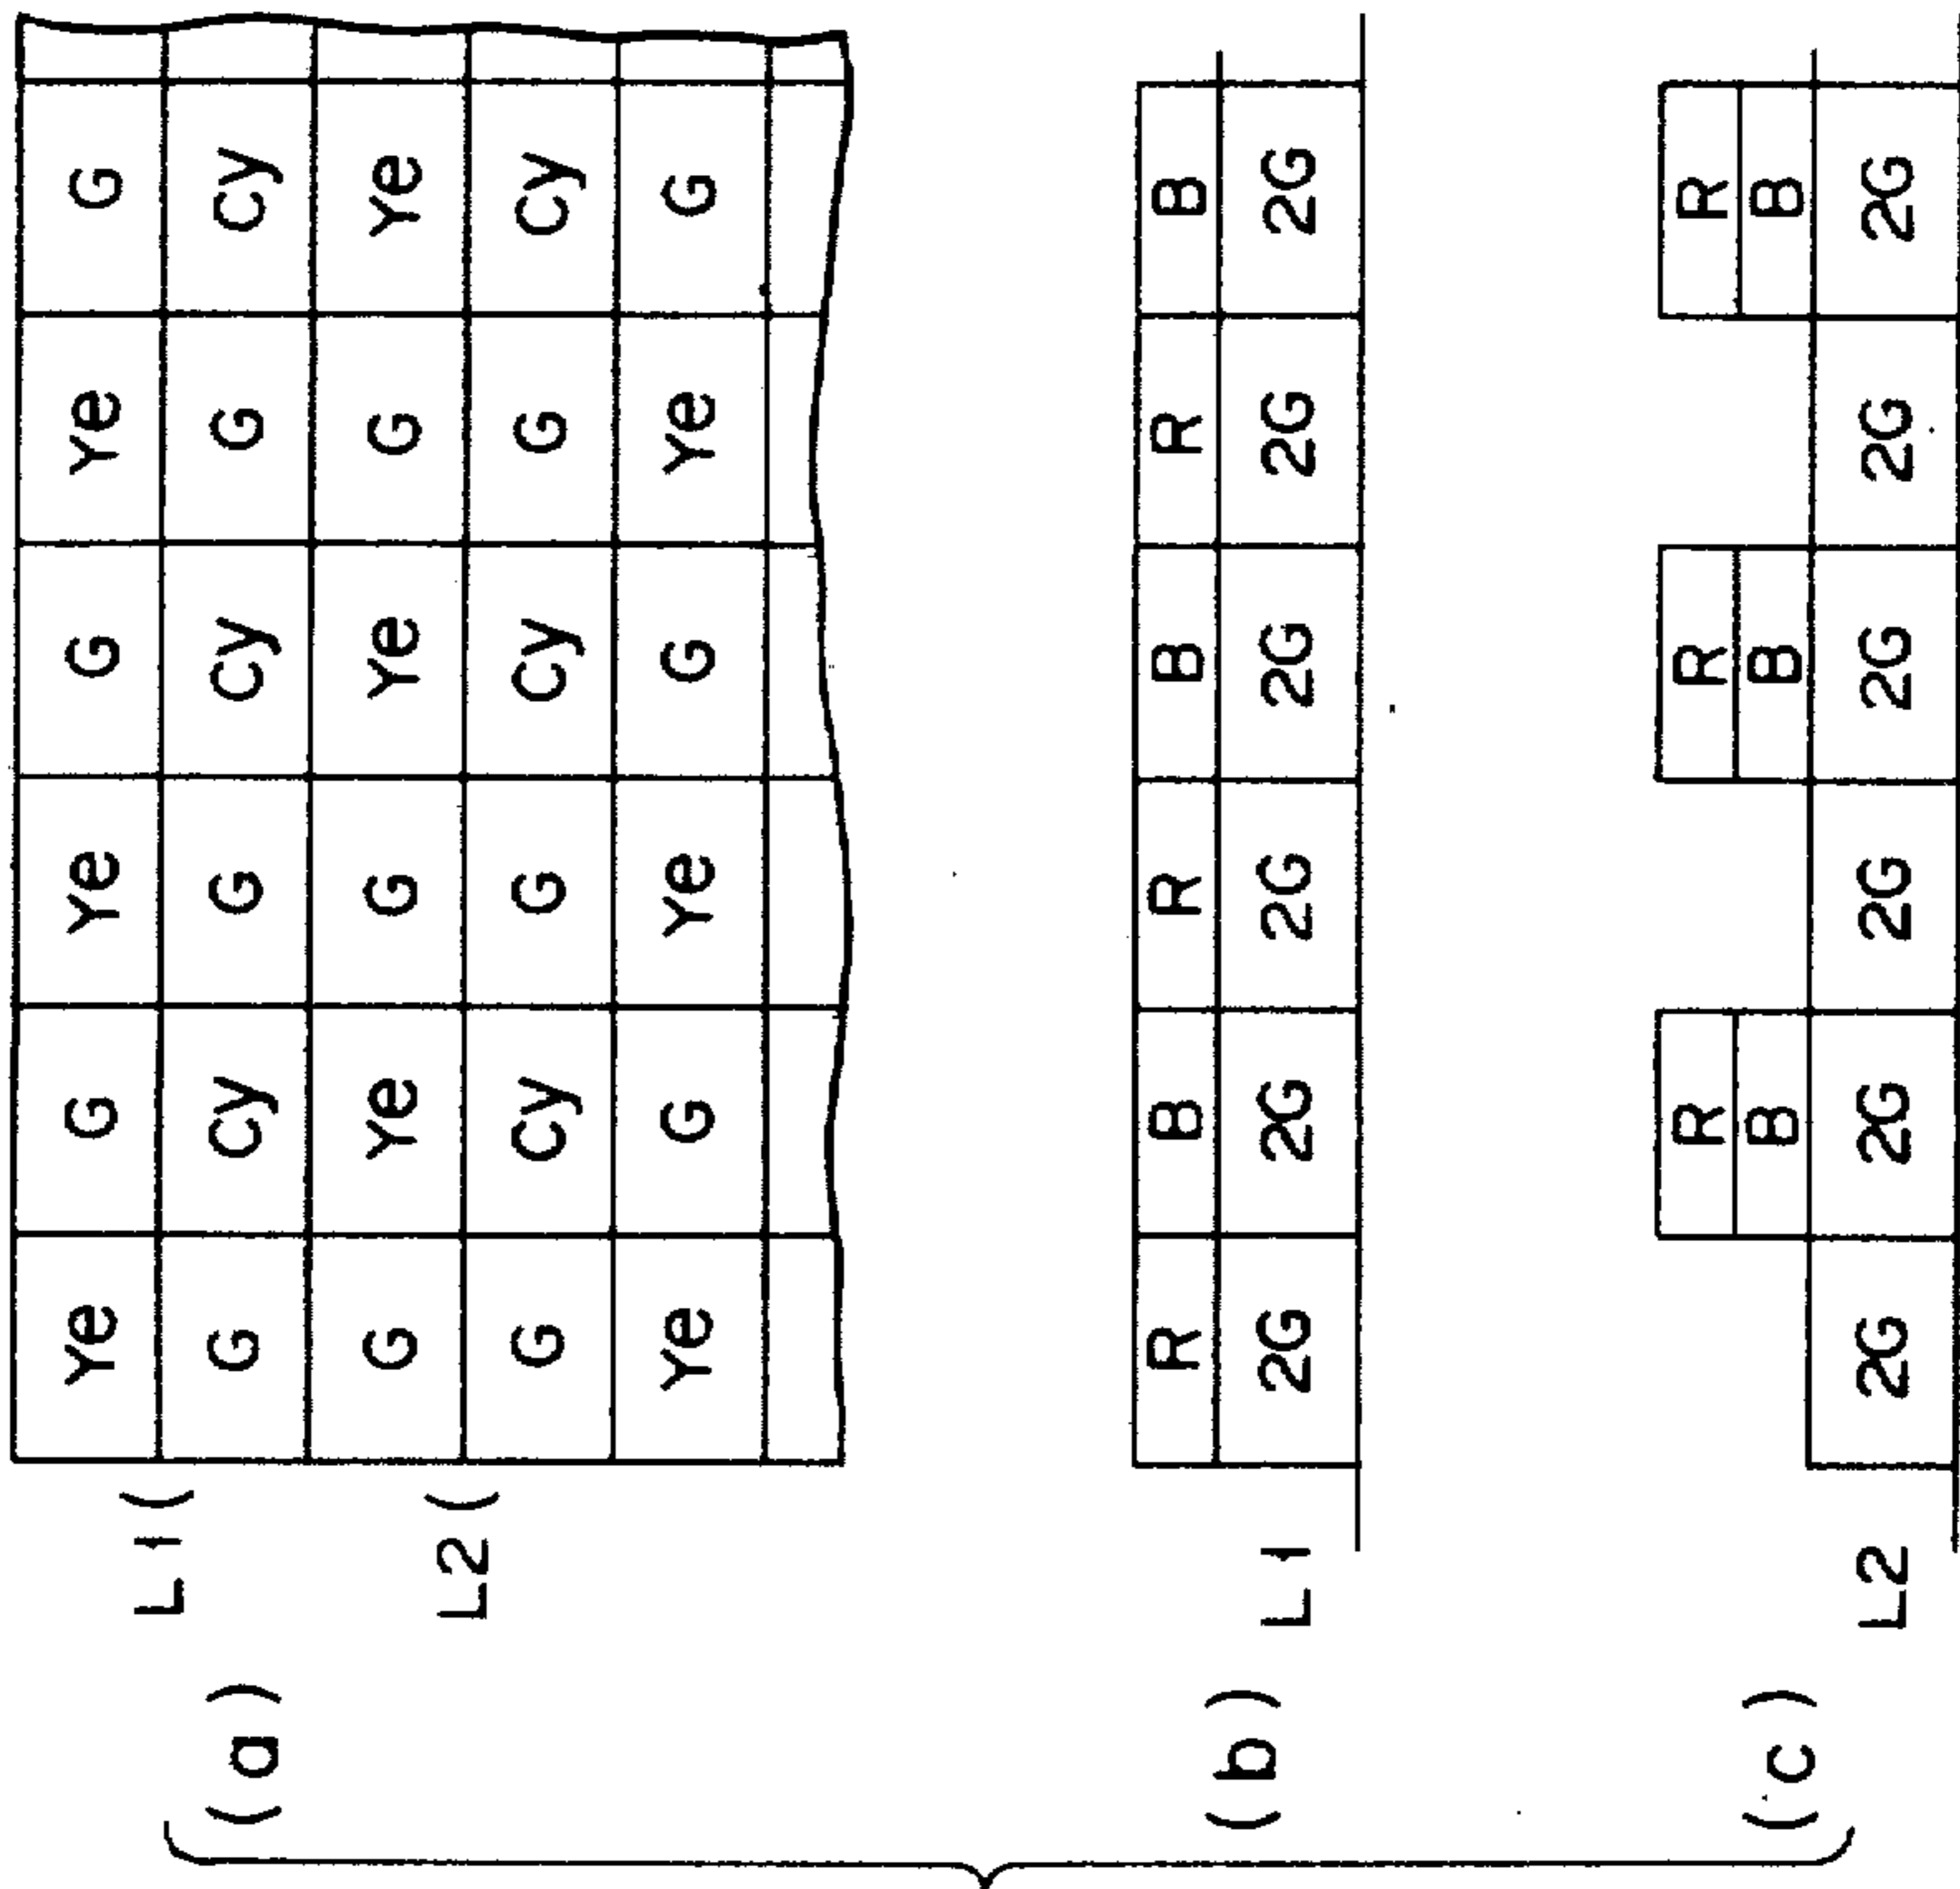 Ye G Ye G Ye G
L1 (
(a) G Cy G Cy G Cy
G Ye G Ye G Ye
L2 (
G Cy G Cy G Cy
Ye G Ye G Ye G
R B R B R B
(b) L1 2G 2G 2G 2G 2G 2G
R R R
(c) B B B
L2 2G 2G 2G 2G 2G 2G